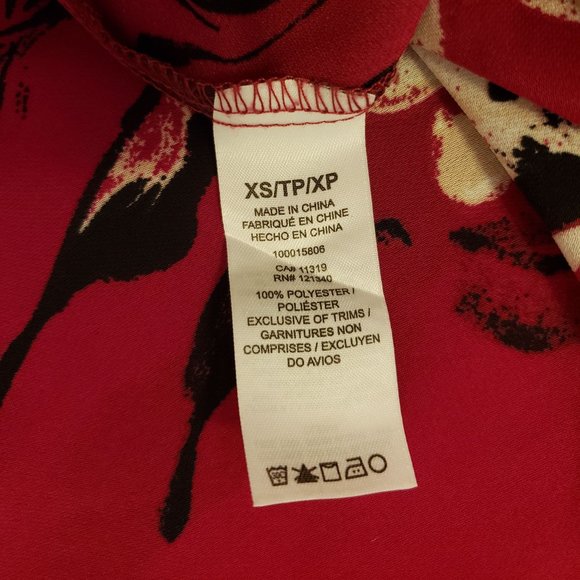 XS/TP/XP
MADE IN CHINA
FABRIQUÉ EN CHINE
HECHO EN CHINA
100015806
CA# 11319
RN# 121340
100% POLYESTER /
POLIÉSTER
EXCLUSIVE OF TRIMS /
GARNITURES NON
COMPRISES / EXCLUYEN
DO AVIOS